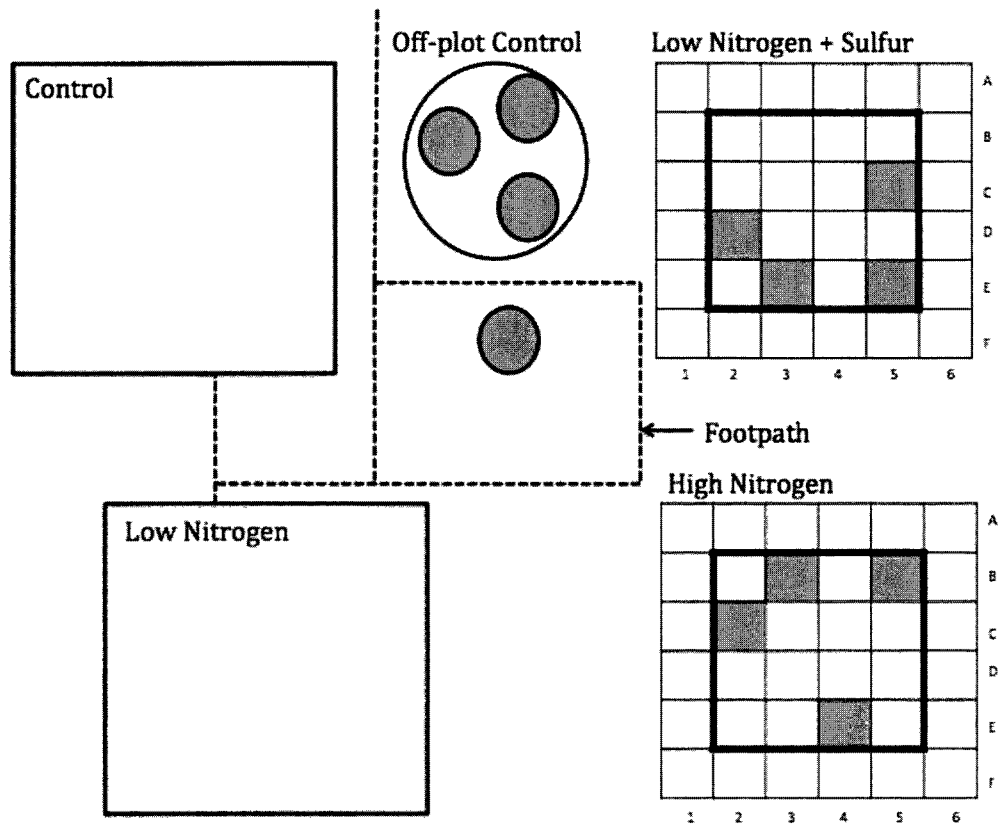 Off-plot Control
Low Nitrogen + Sulfur
Control
A
B
C
D
E
F
1 2 3 4 5 6
Footpath
High Nitrogen
Low Nitrogen
A
B
C
D
E
F
1 2 3 4 5 6